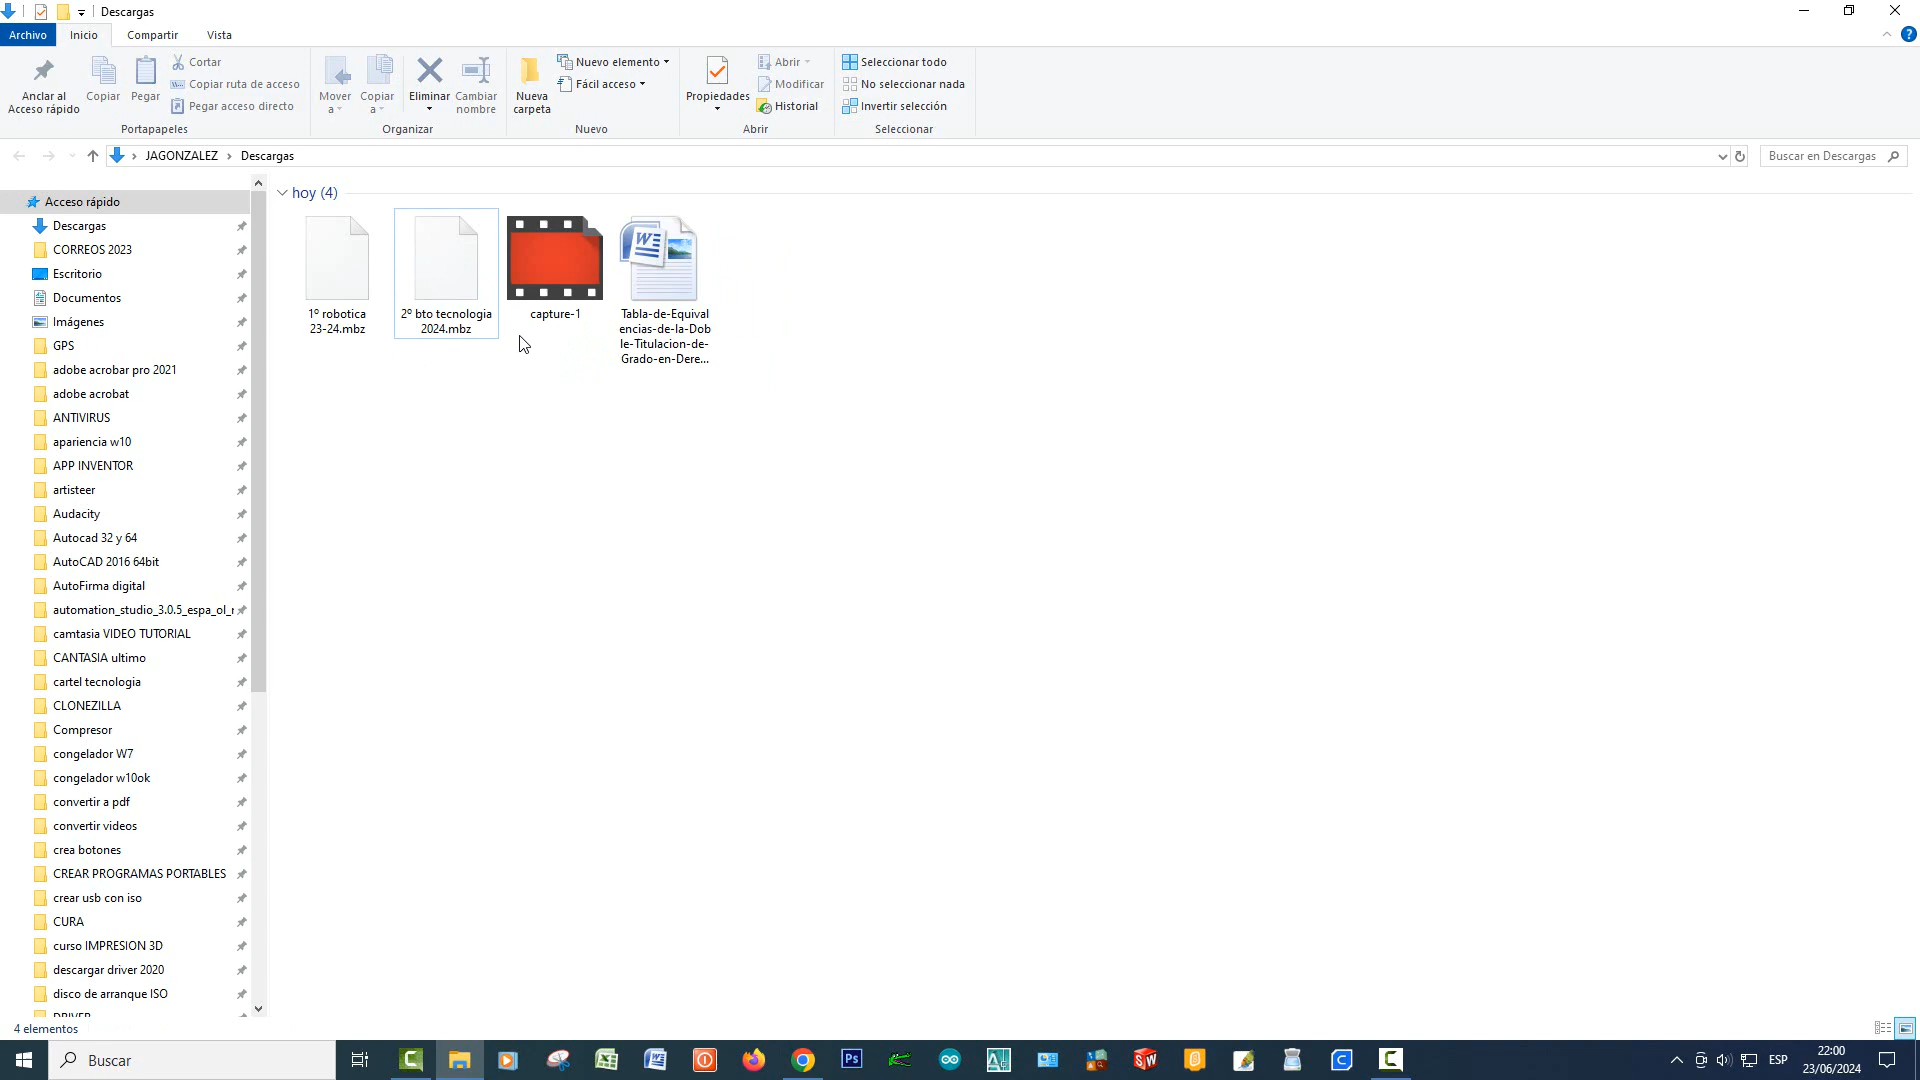 Descargas
Archivo
Inicio
Compartir
Vista
Anclar al
Acceso rápido
Copiar
Pegar
Cortar
Copiar ruta de acceso
Pegar acceso directo
Portapapeles
Mover
a
Copiar
a
Eliminar
Cambiar
nombre
Organizar
Nueva
carpeta
Nuevo elemento
Fácil acceso
Nuevo
Propiedades
Abrir
Modificar
Historial
Abrir
Seleccionar todo
No seleccionar nada
Invertir selección
Seleccionar
JAGONZALEZ > Descargas
Buscar en Descargas
Acceso rápido
Descargas
CORREOS 2023
Escritorio
Documentos
Imágenes
GPS
adobe acrobar pro 2021
adobe acrobat
ANTIVIRUS
apariencia w10
APP INVENTOR
artisteer
Audacity
Autocad 32 y 64
AutoCAD 2016 64bit
AutoFirma digital
automation_studio_3.0.5_espa_ol_
camtasia VIDEO TUTORIAL
CANTASIA ultimo
cartel tecnologia
CLONEZILLA
Compresor
congelador W7
congelador w10ok
convertir a pdf
convertir videos
crea botones
CREAR PROGRAMAS PORTABLES
crear usb con iso
CURA
curso IMPRESION 3D
descargar driver 2020
disco de arranque ISO
DRIVER
hoy (4)
1º robotica
23-24.mbz
2º bto tecnologia
2024.mbz
capture-1
Tabla-de-Equival
encias-de-la-Dob
le-Titulacion-de-
Grado-en-Dere...
4 elementos
Buscar
ESP
22:00
23/06/2024